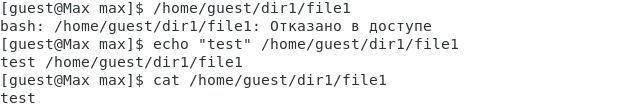 [guest@Max max]$ /home/guest/dir1/file1
bash: /home/guest/dir1/file1: Отказано в доступе
[guest@Max max]$ echo "test" /home/guest/dir1/file1
test /home/guest/dir1/file1
[guest@Max max]$ cat /home/guest/dir1/file1
test